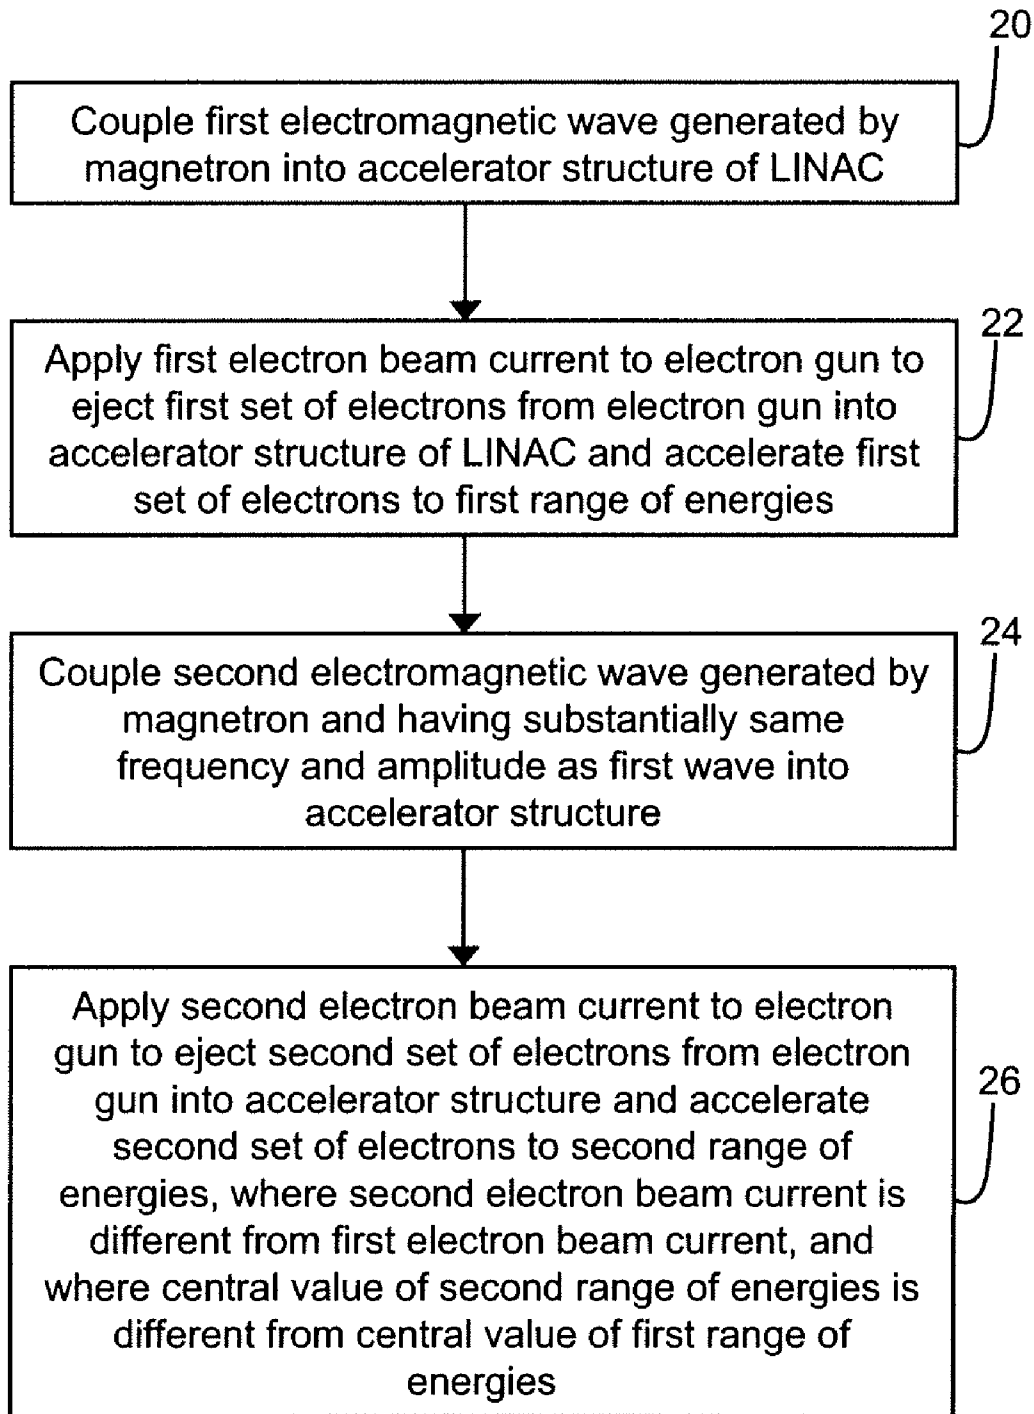 20
Couple first electromagnetic wave generated by
magnetron into accelerator structure of LINAC
22
Apply first electron beam current to electron gun to
eject first set of electrons from electron gun into
accelerator structure of LINAC and accelerate first
set of electrons to first range of energies
24
Couple second electromagnetic wave generated by
magnetron and having substantially same
frequency and amplitude as first wave into
accelerator structure
26
Apply second electron beam current to electron
gun to eject second set of electrons from electron
gun into accelerator structure and accelerate
second set of electrons to second range of
energies, where second electron beam current is
different from first electron beam current, and
where central value of second range of energies is
different from central value of first range of
energies